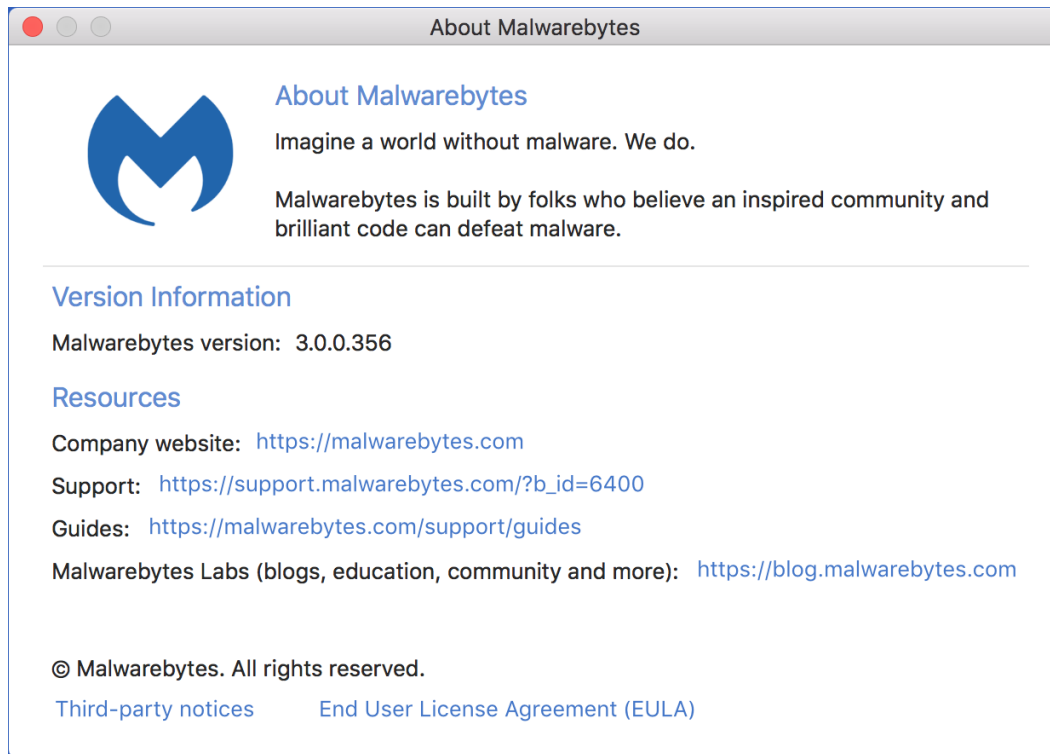 About Malwarebytes
About Malwarebytes
Imagine a world without malware. We do.
Malwarebytes is built by folks who believe an inspired community and
brilliant code can defeat malware.
Version Information
Malwarebytes version: 3.0.0.356
Resources
Company website: https://malwarebytes.com
Support: https://support.malwarebytes.com/?b_id=6400
Guides: https://malwarebytes.com/support/guides
Malwarebytes Labs (blogs, education, community and more): https://blog.malwarebytes.com
© Malwarebytes. All rights reserved.
Third-party notices End User License Agreement (EULA)